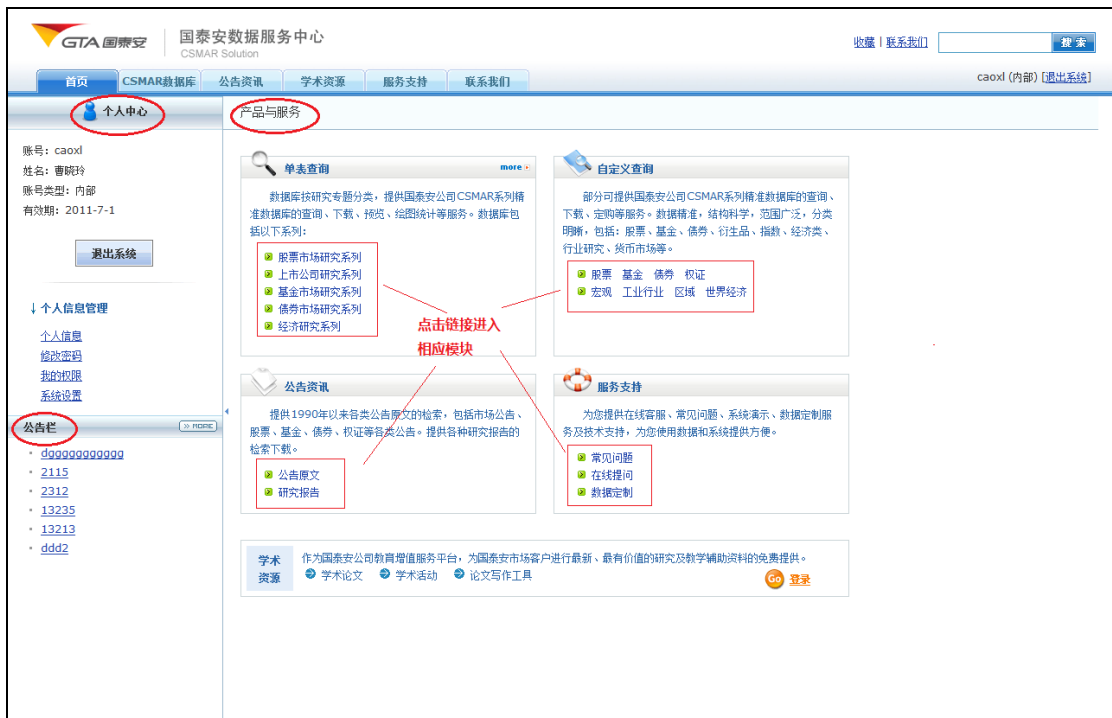 GTA 国泰安
国泰安数据服务中心
CSMAR Solution
收藏 | 联系我们
搜索
首页 CSMAR数据库 公告资讯 学术资源 服务支持 联系我们
caoxl (内部) [退出系统]
个人中心
账号: caoxl
姓名: 曹晓玲
账号类型: 内部
有效期: 2011-7-1
退出系统
↓个人信息管理
个人信息
修改密码
我的权限
系统设置
公告栏
>> MORE
dggggggggggg
2115
2312
13235
13213
ddd2
产品与服务
单表查询
more
数据库按研究专题分类，提供国泰安公司CSMAR系列精
准数据库的查询、下载、预览、绘图统计等服务。数据库包
括以下系列:
股票市场研究系列
上市公司研究系列
基金市场研究系列
债券市场研究系列
经济研究系列
自定义查询
部分可提供国泰安公司CSMAR系列精准数据库的查询、
下载、定购等服务。数据精准，结构科学，范围广泛，分类
明晰，包括：股票、基金、债券、衍生品、指数、经济类、
行业研究、货币市场等。
股票 基金 债券 权证
宏观 工业行业 区域 世界经济
点击链接进入
相应模块
公告资讯
提供1990年以来各类公告原文的检索，包括市场公告、
股票、基金、债券、权证等各类公告。提供各种研究报告的
检索下载。
公告原文
研究报告
服务支持
为您提供在线客服、常见问题、系统演示、数据定制服
务及技术支持，为您使用数据和系统提供方便。
常见问题
在线提问
数据定制
学术
资源
作为国泰安公司教育增值服务平台，为国泰安市场客户进行最新、最有价值的研究及教学辅助资料的免费提供。
学术论文 学术活动 论文写作工具
Go 登录